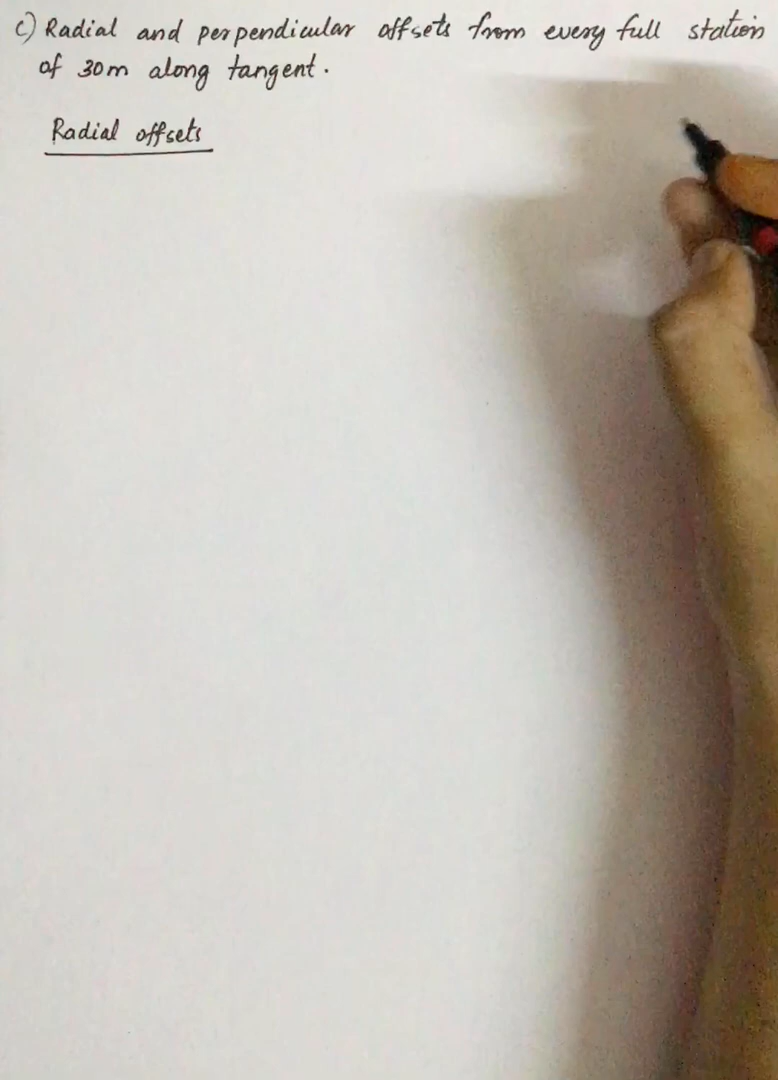 c) Radial and perpendicular offsets from every full station
of 30m along tangent.
Radial offsets